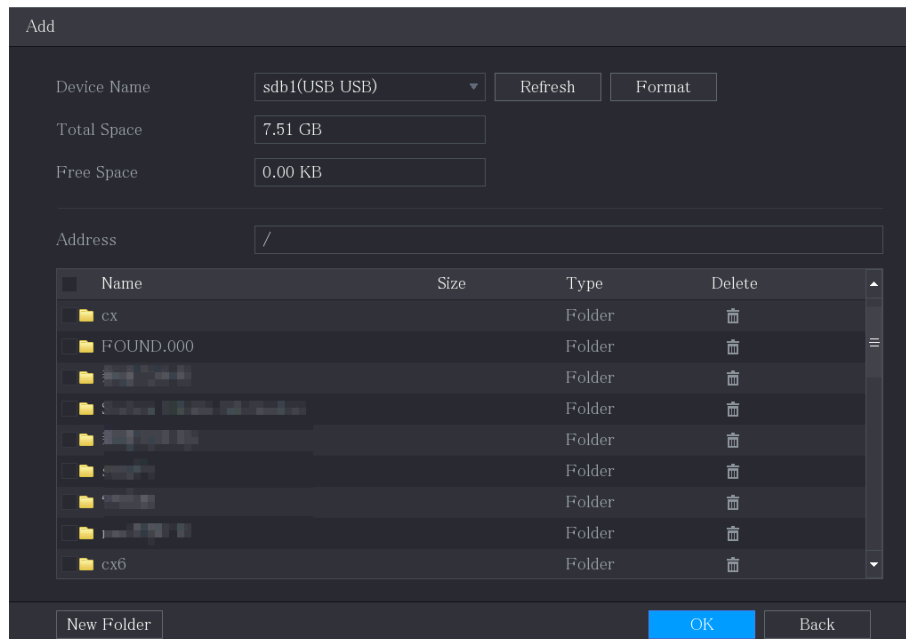 Add
Device Name sdb1(USB USB) Refresh Format
Total Space 7.51 GB
Free Space 0.00 KB
Address /
Name Size Type Delete
cx Folder
FOUND.000 Folder
Folder
Folder
Folder
Folder
Folder
Folder
cx6 Folder
New Folder OK Back